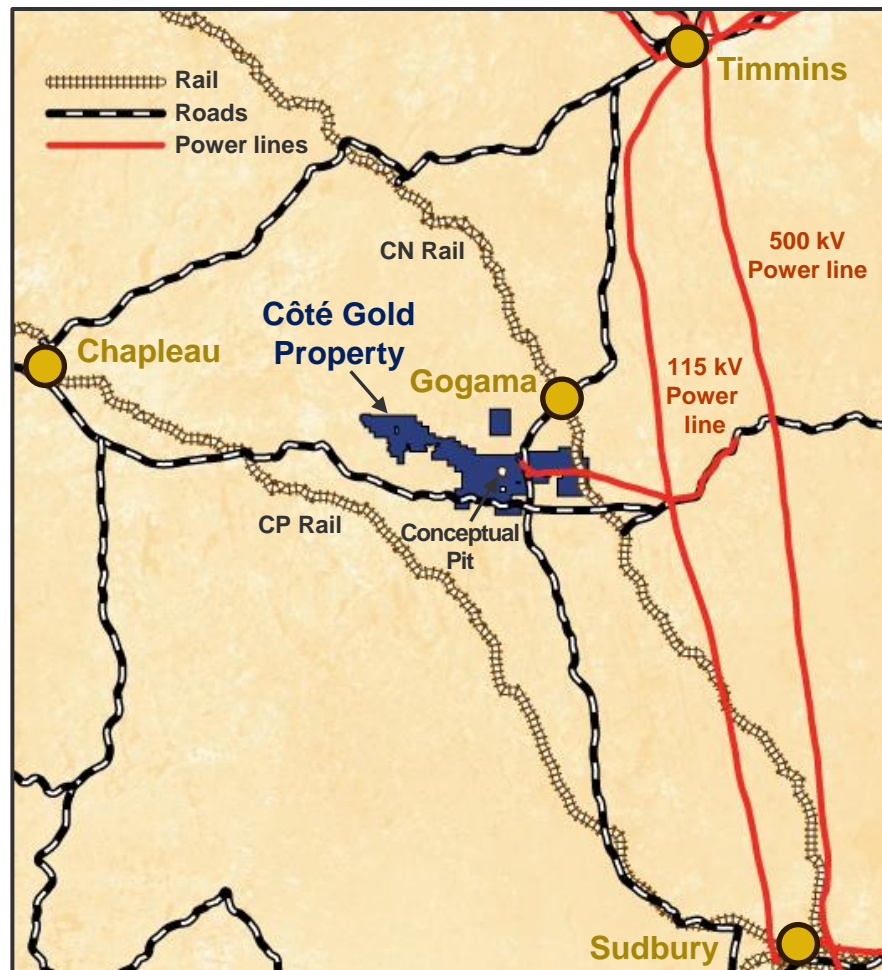 Timmins
Rail
Roads
Power lines
CN Rail
500 kV
Power line
Côté Gold
Property
Chapleau
Gogama
115 kV
Power
line
CP Rail
Conceptual
Pit
Sudbury